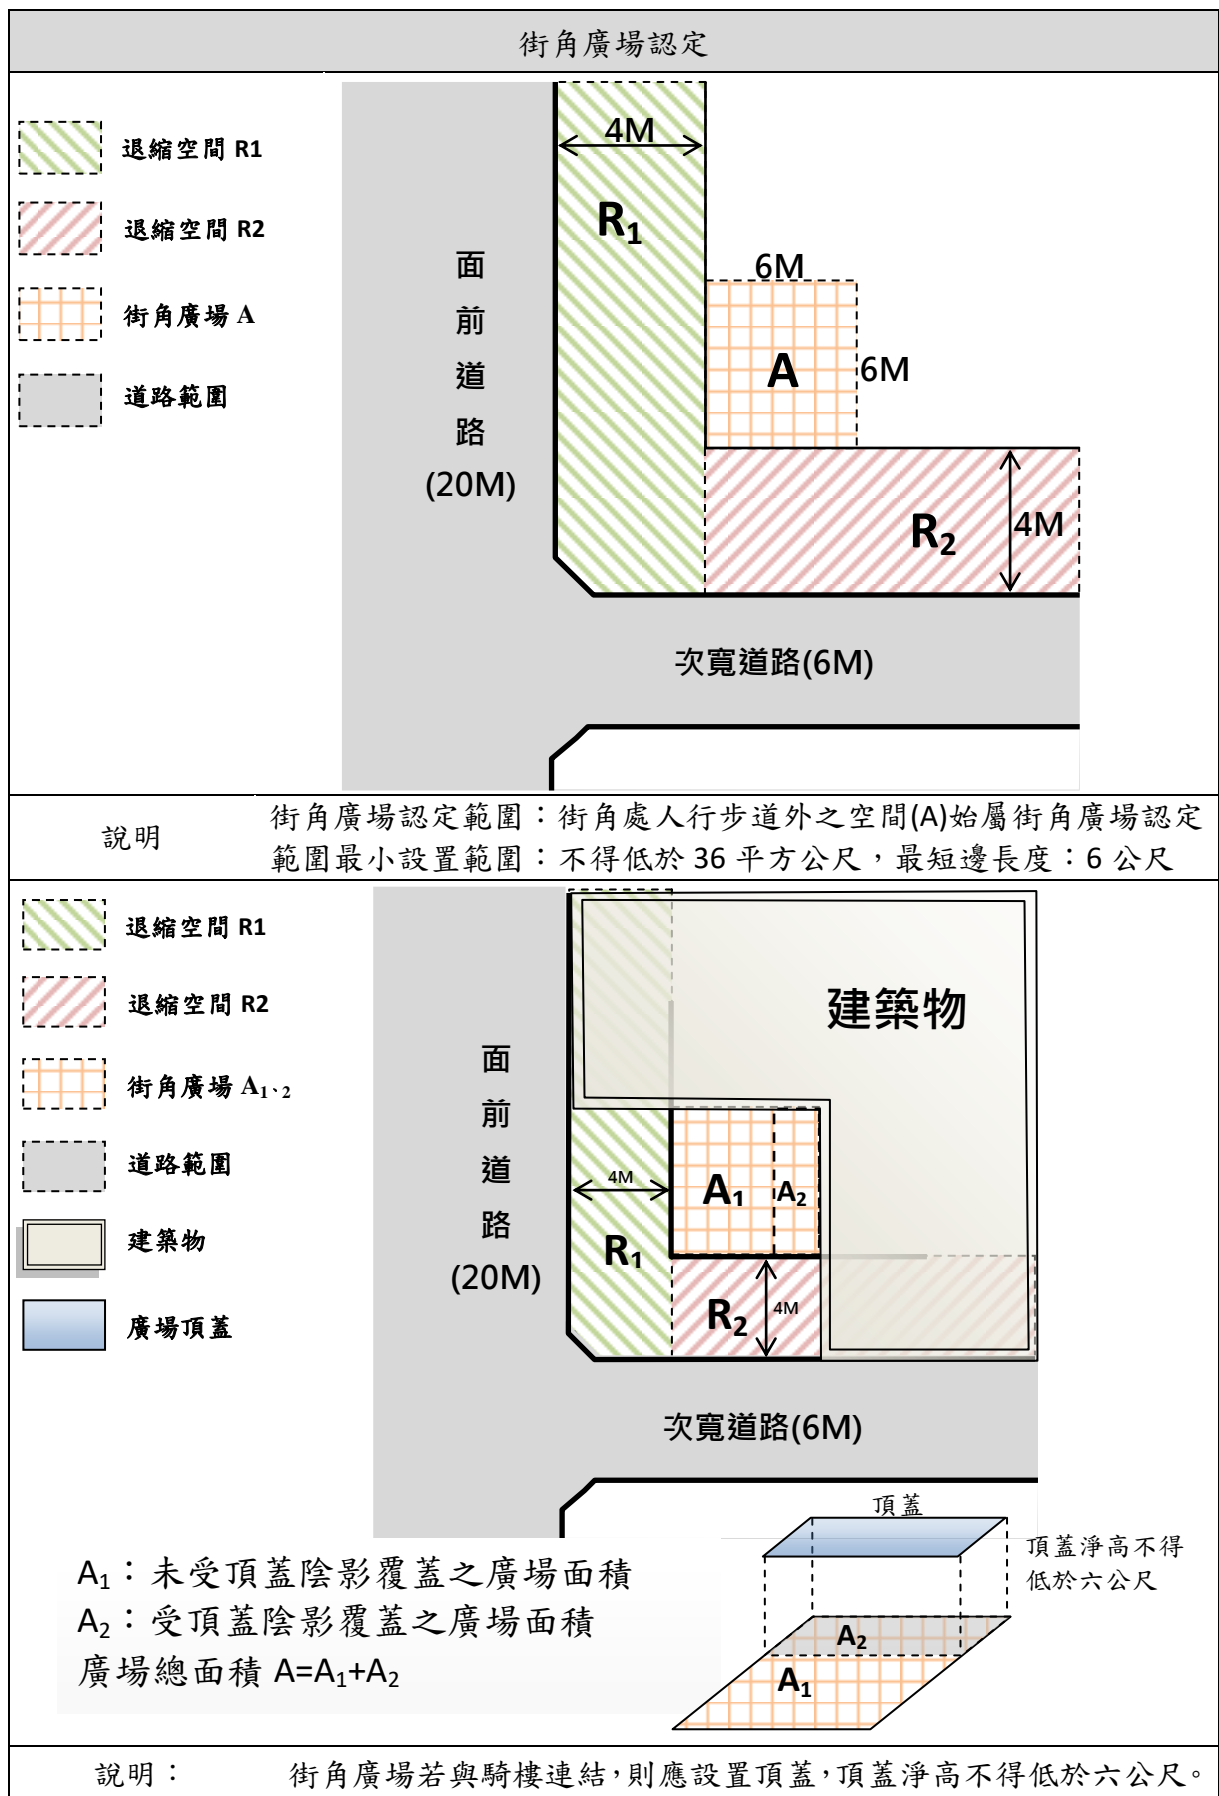 街角廣場認定
退縮空間 R1
退縮空間 R2
街角廣場 A
道路範圍
4M
R₁
面前道路(20M)
6M
A
6M
R₂
4M
次寬道路(6M)
說明
街角廣場認定範圍：街角處人行步道外之空間(A)始屬街角廣場認定
範圍最小設置範圍：不得低於 36 平方公尺，最短邊長度：6 公尺
退縮空間 R1
退縮空間 R2
街角廣場 A₁、₂
道路範圍
建築物
廣場頂蓋
建築物
面前道路(20M)
4M
R₁
A₁
A₂
R₂
4M
次寬道路(6M)
A₁：未受頂蓋陰影覆蓋之廣場面積
A₂：受頂蓋陰影覆蓋之廣場面積
廣場總面積 A=A₁+A₂
頂蓋
頂蓋淨高不得
低於六公尺
A₂
A₁
說明：
街角廣場若與騎樓連結，則應設置頂蓋，頂蓋淨高不得低於六公尺。